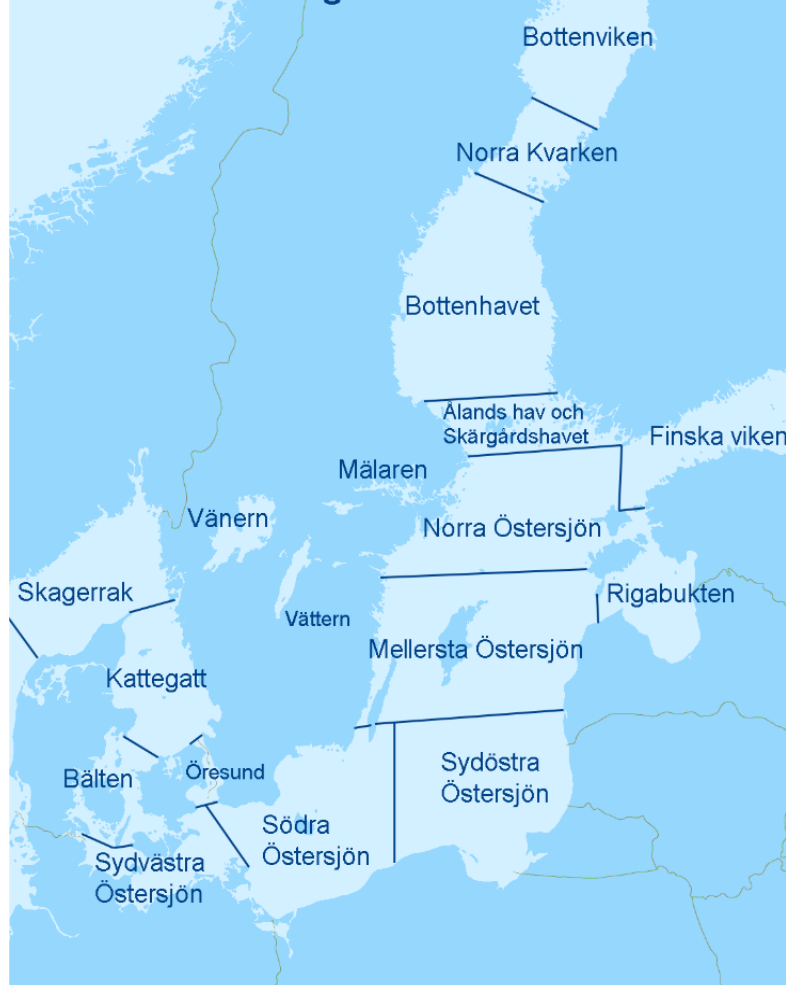 Bottenviken
Norra Kvarken
Bottenhavet
Ålands hav och
Skärgårdshavet
Finska viken
Mälaren
Vänern
Norra Östersjön
Skagerrak
Rigabukten
Vättern
Mellersta Östersjön
Kattegatt
Öresund
Bälten
Sydöstra
Östersjön
Södra
Östersjön
Sydvästra
Östersjön